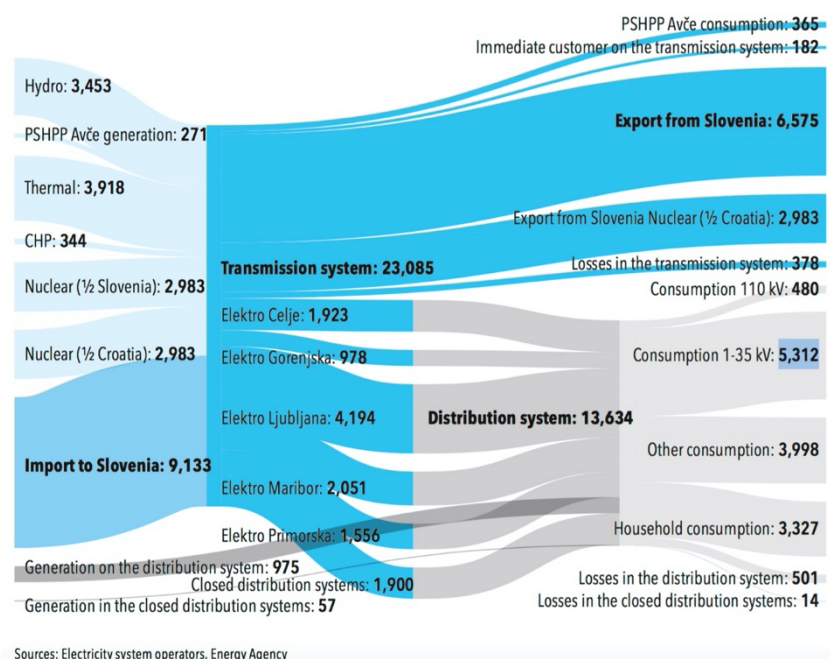 PSHPP Avče consumption: 365
Immediate customer on the transmission system: 182
Hydro: 3,453
Export from Slovenia: 6,575
PSHPP Avče generation: 271
Thermal: 3,918
Export from Slovenia Nuclear (½ Croatia): 2,983
CHP: 344
Transmission system: 23,085
Losses in the transmission system: 378
Nuclear (½ Slovenia): 2,983
Consumption 110 kV: 480
Elektro Celje: 1,923
Nuclear (½ Croatia): 2,983
Elektro Gorenjska: 978
Consumption 1-35 kV: 5,312
Elektro Ljubljana: 4,194
Distribution system: 13,634
Other consumption: 3,998
Import to Slovenia: 9,133
Elektro Maribor: 2,051
Elektro Primorska: 1,556
Household consumption: 3,327
Generation on the distribution system: 975
Closed distribution systems: 1,900
Losses in the distribution system: 501
Generation in the closed distribution systems: 57
Losses in the closed distribution systems: 14
Sources: Electricity system operators, Energy Agency